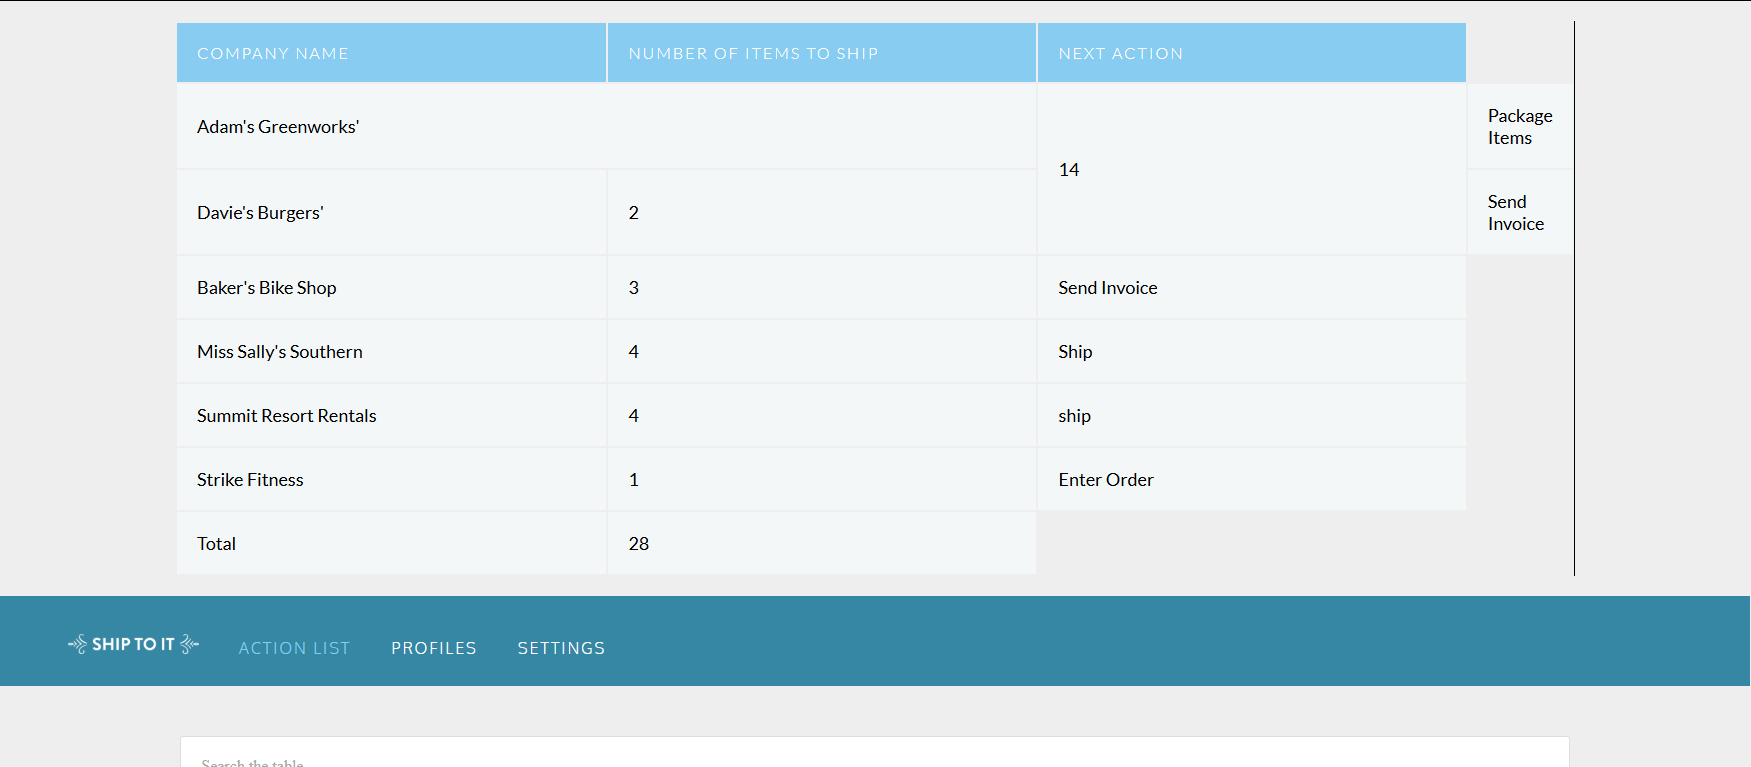 COMPANY NAME NUMBER OF ITEMS TO SHIP NEXT ACTION
Adam's Greenworks' 14 Package
Items
Davie's Burgers' 2 Send
Invoice
Baker's Bike Shop 3 Send Invoice
Miss Sally's Southern 4 Ship
Summit Resort Rentals 4 ship
Strike Fitness 1 Enter Order
Total 28
SHIP TO IT ACTION LIST PROFILES SETTINGS
Search the table